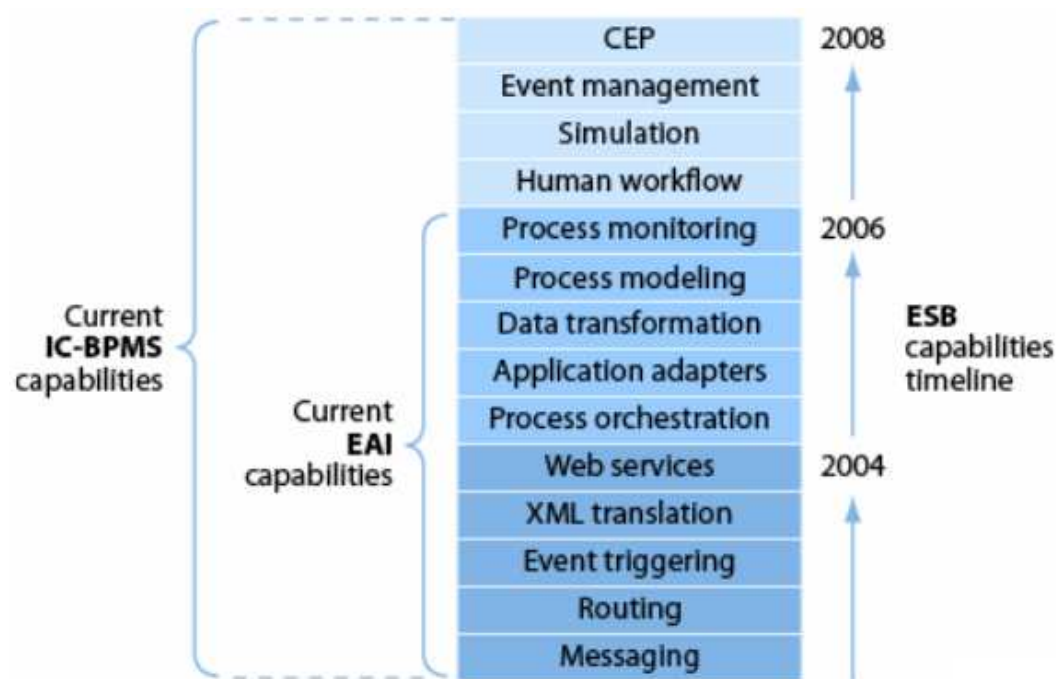 CEP
2008
Event management
Simulation
Human workflow
Process monitoring
2006
Process modeling
Data transformation
Application adapters
Process orchestration
Web services
2004
XML translation
Event triggering
Routing
Messaging
Current
IC-BPMS
capabilities
Current
EAI
capabilities
ESB
capabilities
timeline